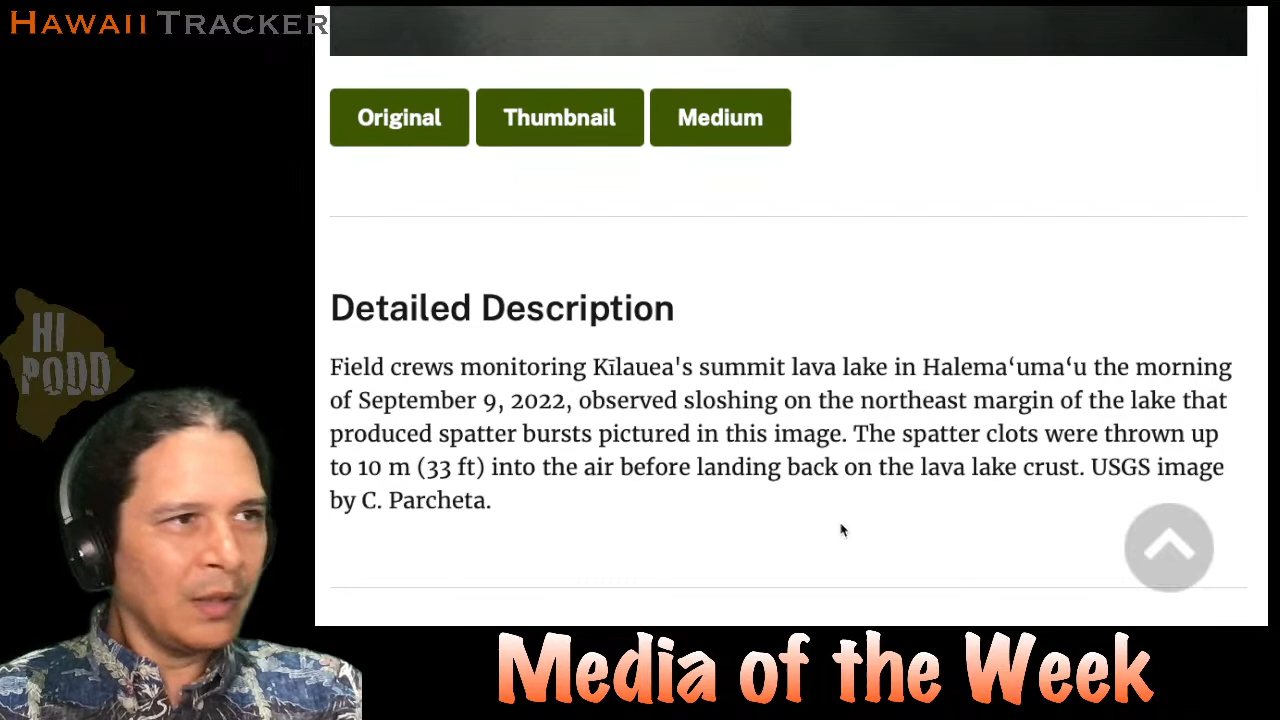 HAWAII TRACKER
Original Thumbnail Medium
Detailed Description
Field crews monitoring Kīlauea's summit lava lake in Halemaʻumaʻu the morning
of September 9, 2022, observed sloshing on the northeast margin of the lake that
produced spatter bursts pictured in this image. The spatter clots were thrown up
to 10 m (33 ft) into the air before landing back on the lava lake crust. USGS image
by C. Parcheta.
HI
PODD
Media of the Week